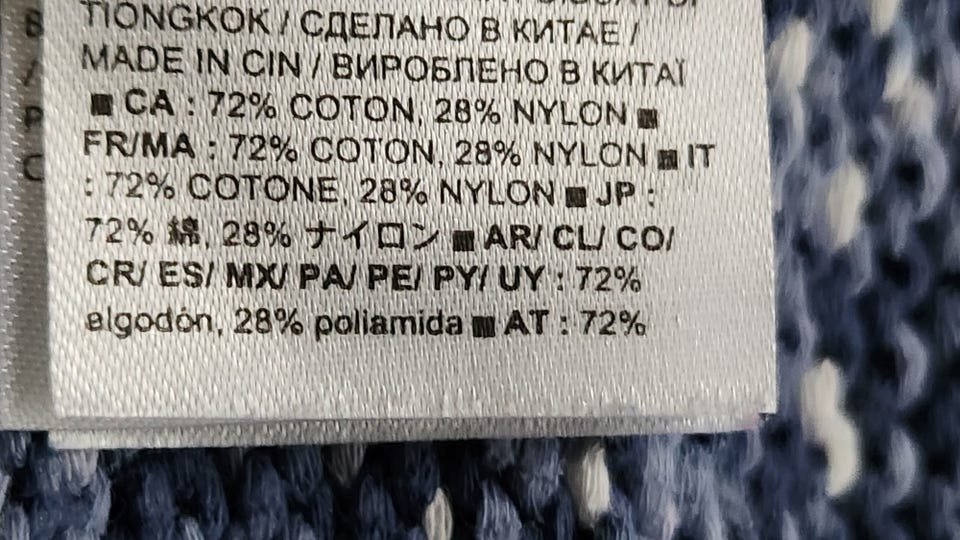 TIONGKOK / СДЕЛАНО В КИТАЕ /
MADE IN CIN / ВИРОБЛЕНО В КИТАЇ
■ CA : 72% COTON, 28% NYLON ■
FR/MA : 72% COTON, 28% NYLON ■ IT
: 72% COTONE, 28% NYLON ■ JP :
72% 綿, 28% ナイロン ■ AR/ CL/ CO/
CR/ ES/ MX/ PA/ PE/ PY/ UY : 72%
algodón, 28% poliamida ■ AT : 72%